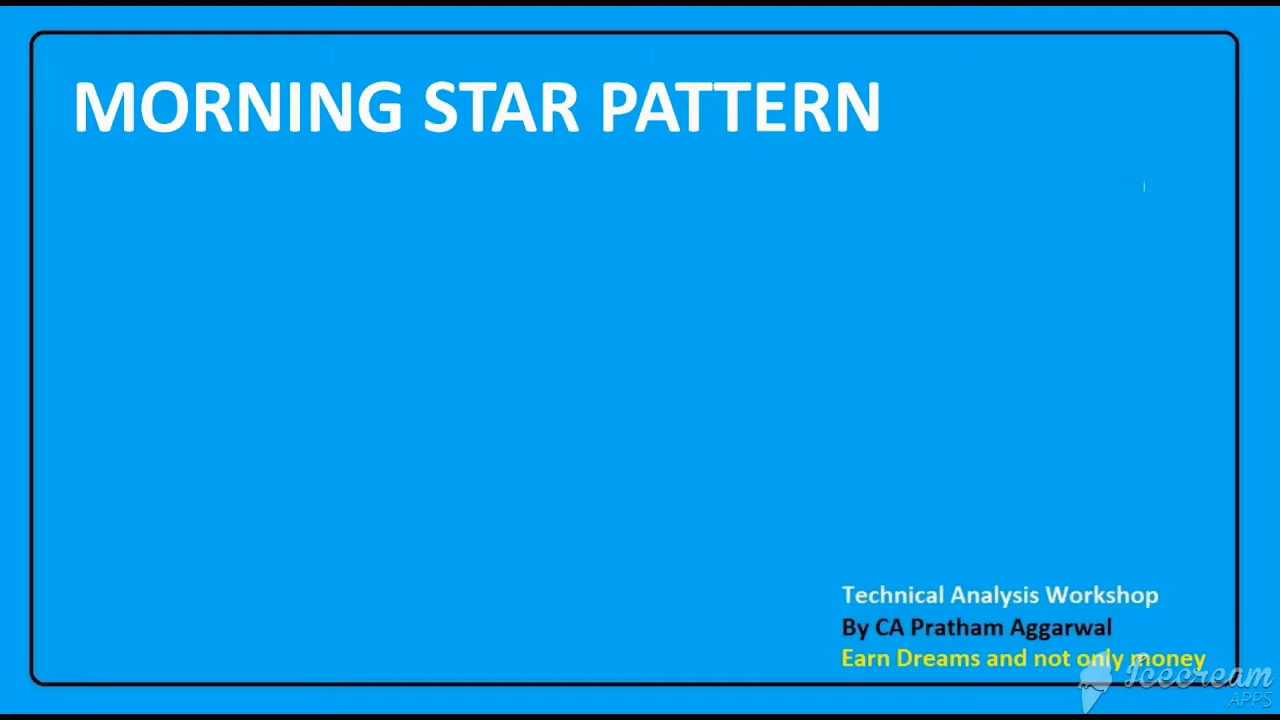 MORNING STAR PATTERN
Technical Analysis Workshop
By CA Pratham Aggarwal
Earn Dreams and not only money
Icecream
APPS